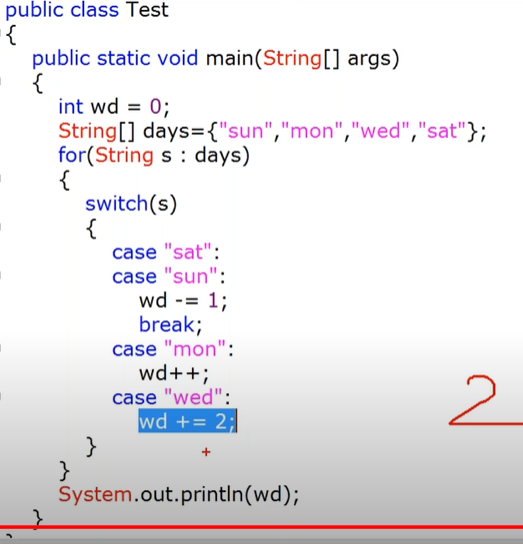 public class Test
{
public static void main(String[] args)
{
int wd = 0;
String[] days={"sun","mon","wed","sat"};
for(String s : days)
{
switch(s)
{
case "sat":
case "sun":
wd -= 1;
break;
case "mon":
wd++;
case "wed":
wd += 2;
2
}
}
System.out.println(wd);
}